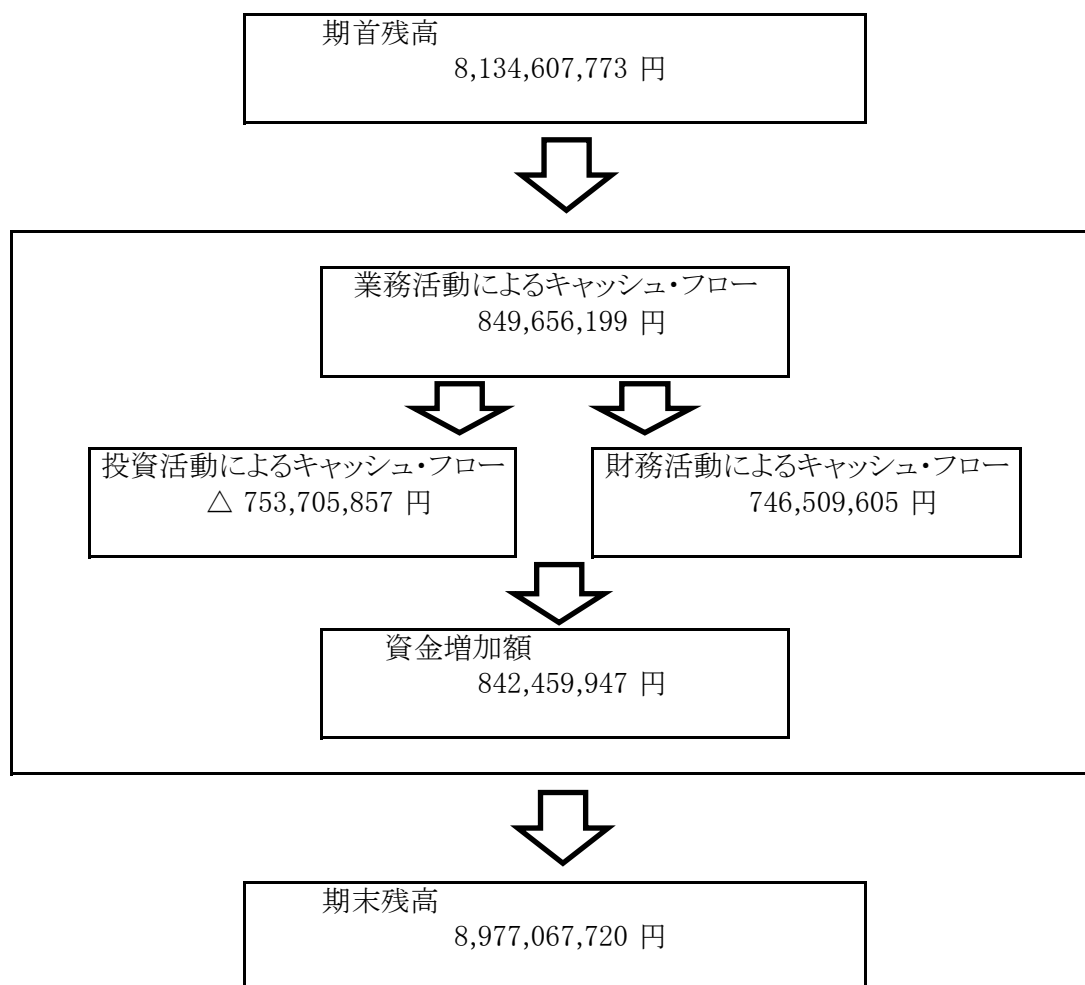 期首残高
8,134,607,773 円
業務活動によるキャッシュ・フロー
849,656,199 円
投資活動によるキャッシュ・フロー
△ 753,705,857 円
財務活動によるキャッシュ・フロー
746,509,605 円
資金増加額
842,459,947 円
期末残高
8,977,067,720 円